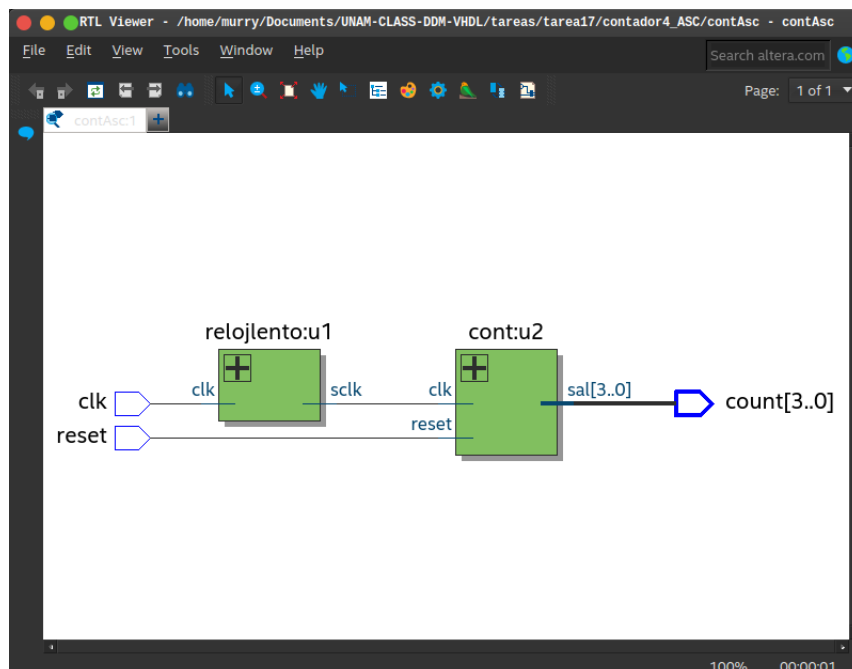 RTL Viewer - /home/murry/Documents/UNAM-CLASS-DDM-VHDL/tareas/tarea17/contador4_ASC/contAsc - contAsc
File Edit View Tools Window Help
Search altera.com
Page: 1 of 1
contAsc:1
relojlento:u1 cont:u2
clk clk sclk clk sal[3..0] count[3..0]
reset reset
100% 00:00:01